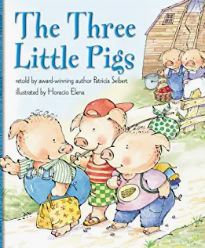 The Three
Little Pigs
retold by award-winning author Patricia Seibert
illustrated by Horacio Elena